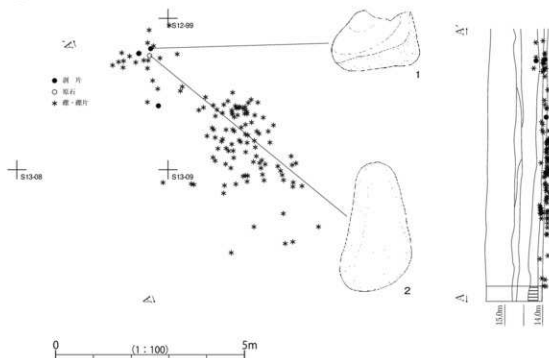 S12-99
A'
A'
● 剥 片
○ 原石
＊ 礫・礫片
1
S13-08
S13-09
2
A
A
15.0m
14.0m
0
(1：100)
5m